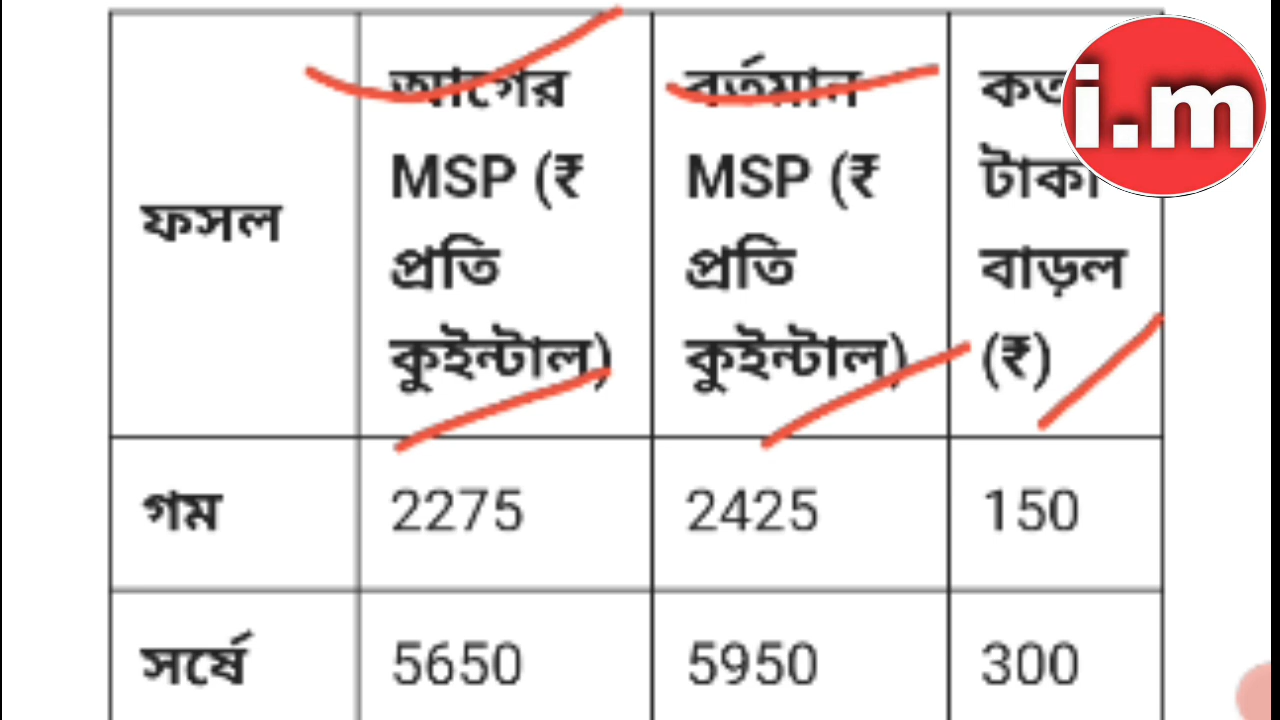 ফসল
আগের
MSP (₹
প্রতি
কুইন্টাল)
বর্তমান
MSP (₹
প্রতি
কুইন্টাল)
কত
টাকা
বাড়ল
(₹)
i.m
গম 2275 2425 150
সর্ষে 5650 5950 300